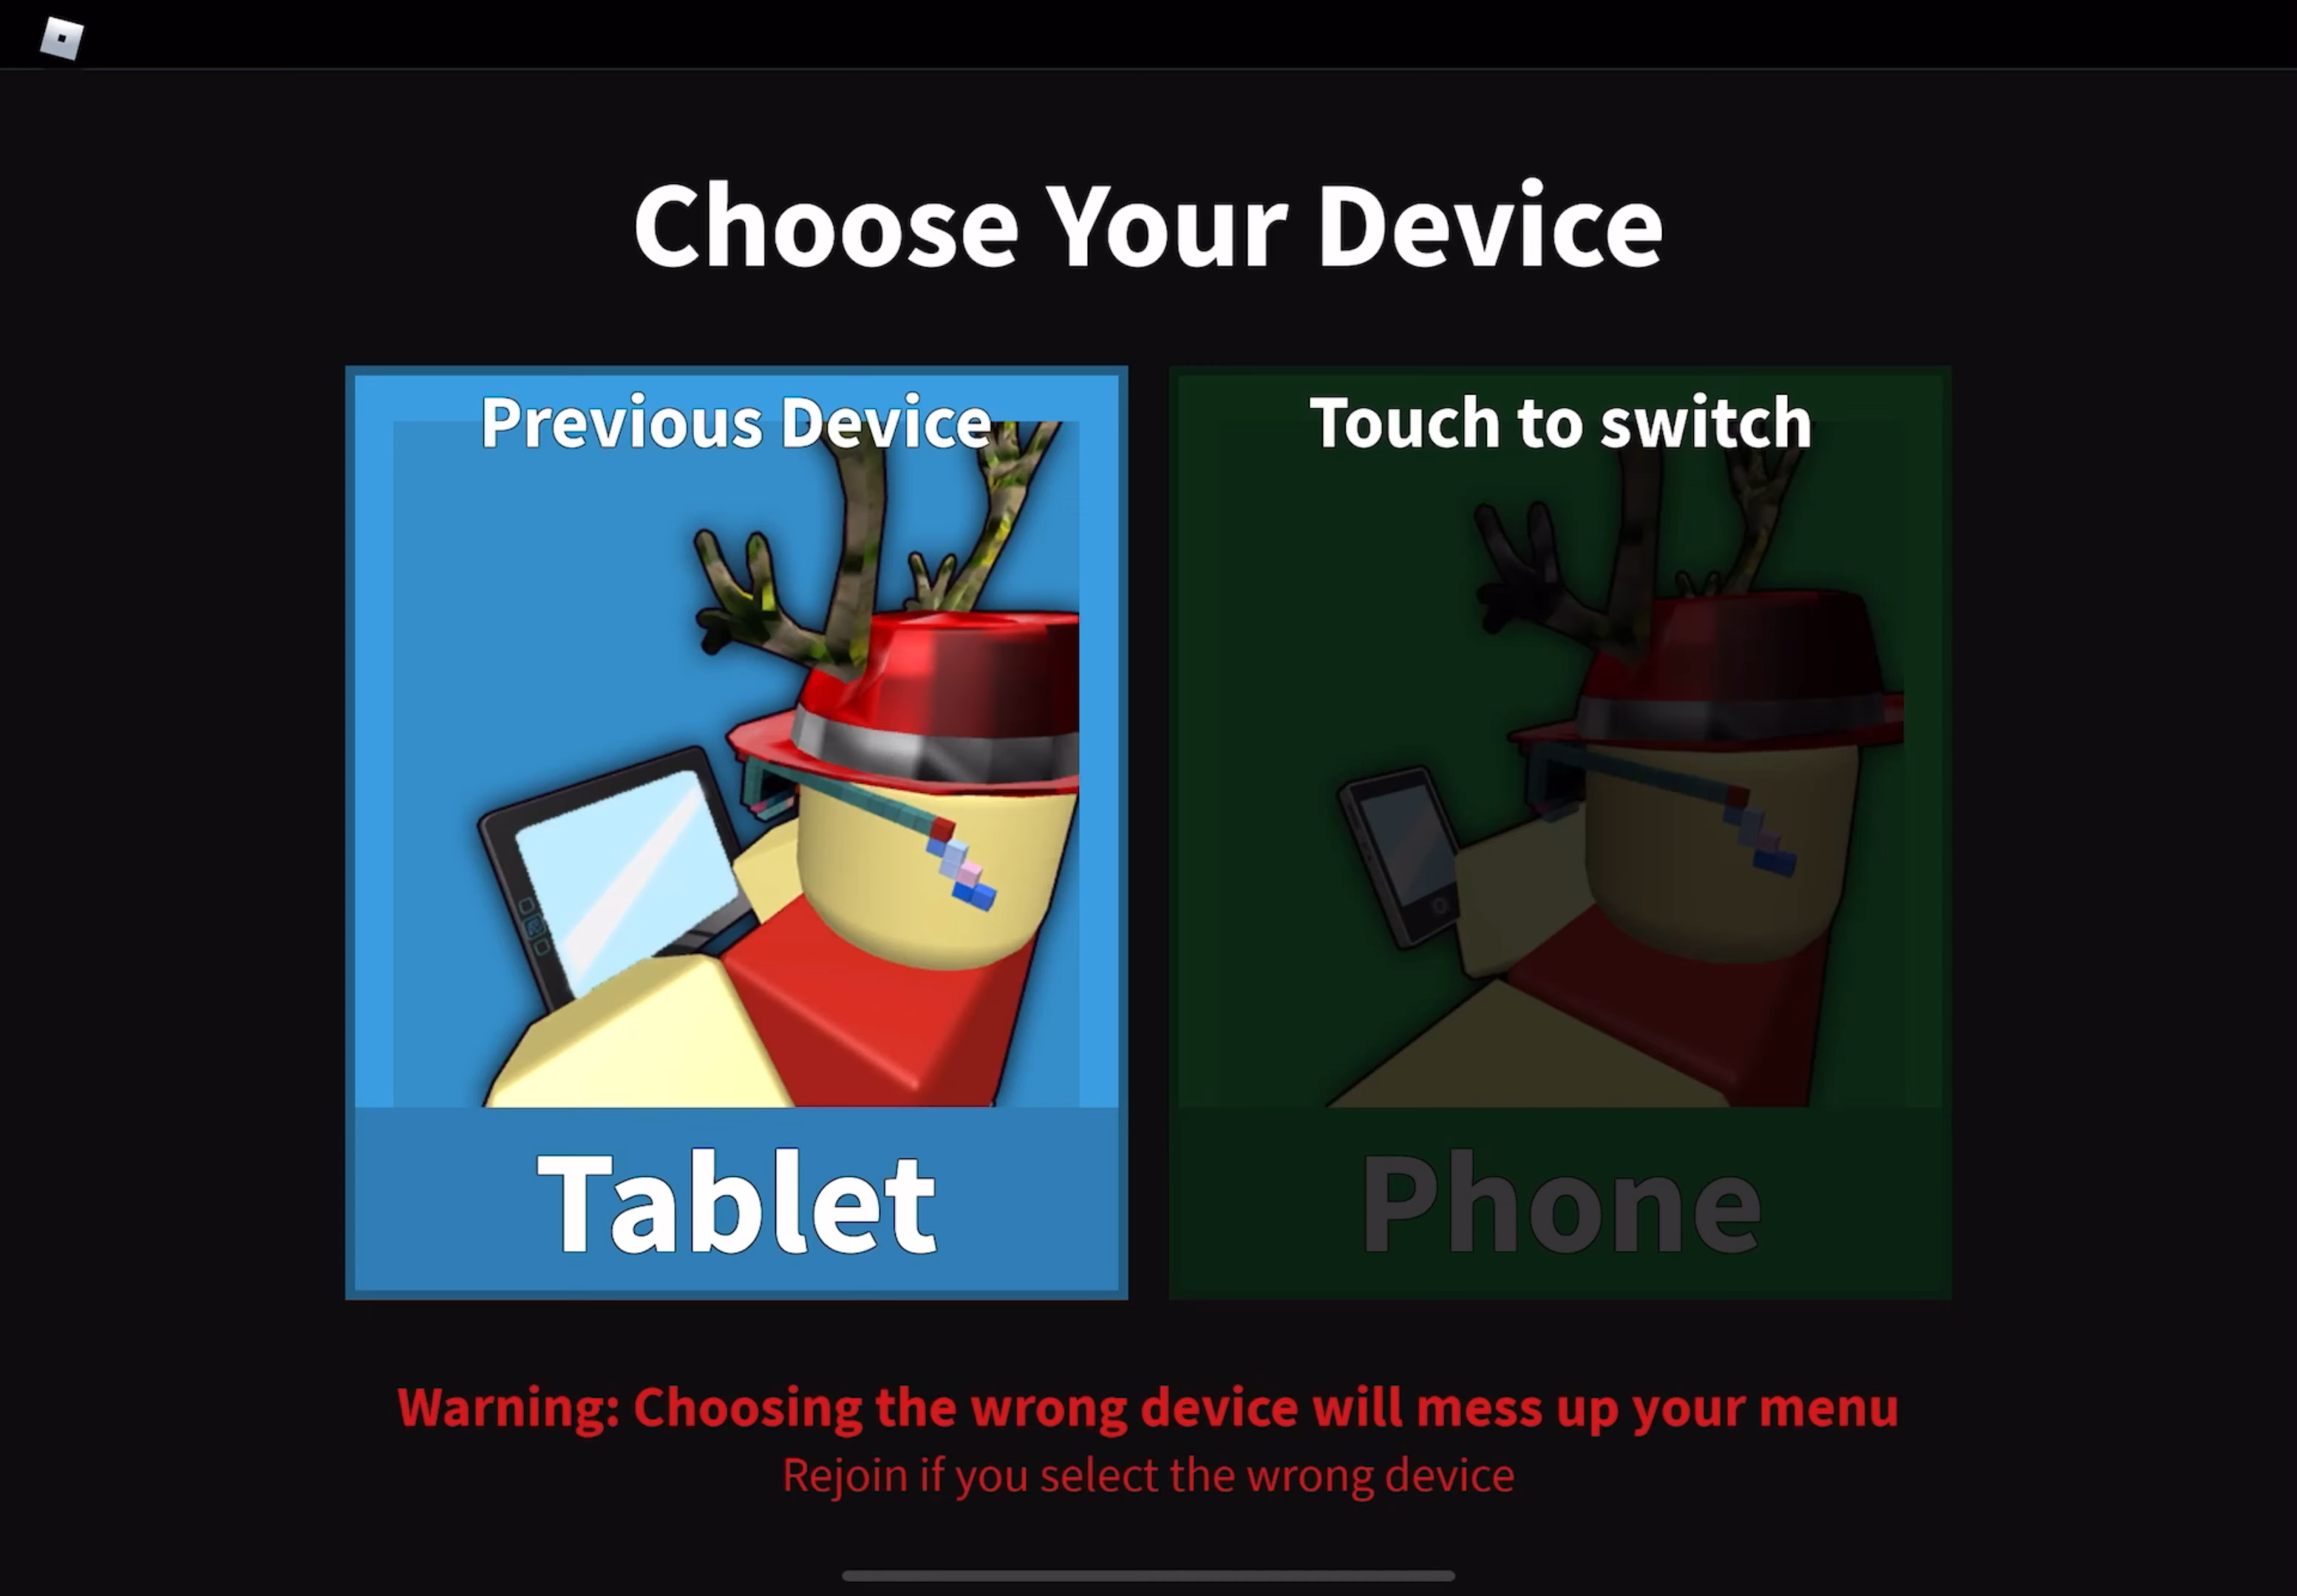 Choose Your Device
Previous Device
Tablet
Touch to switch
Phone
Warning: Choosing the wrong device will mess up your menu
Rejoin if you select the wrong device